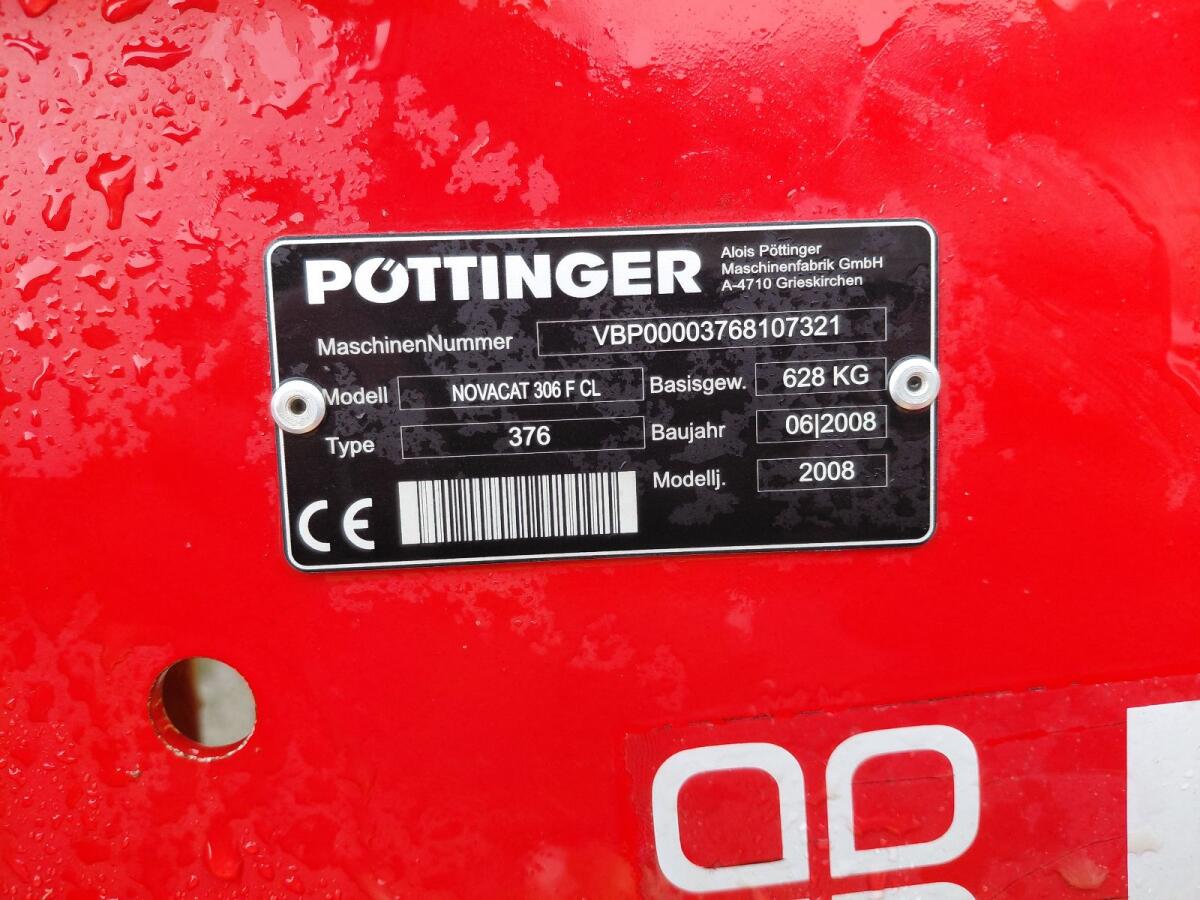 PÖTTINGER
Alois Pöttinger
Maschinenfabrik GmbH
A-4710 Grieskirchen
MaschinenNummer VBP00003768107321
Modell NOVACAT 306 F CL Basisgew. 628 KG
Type 376 Baujahr 06|2008
Modellj. 2008
CE